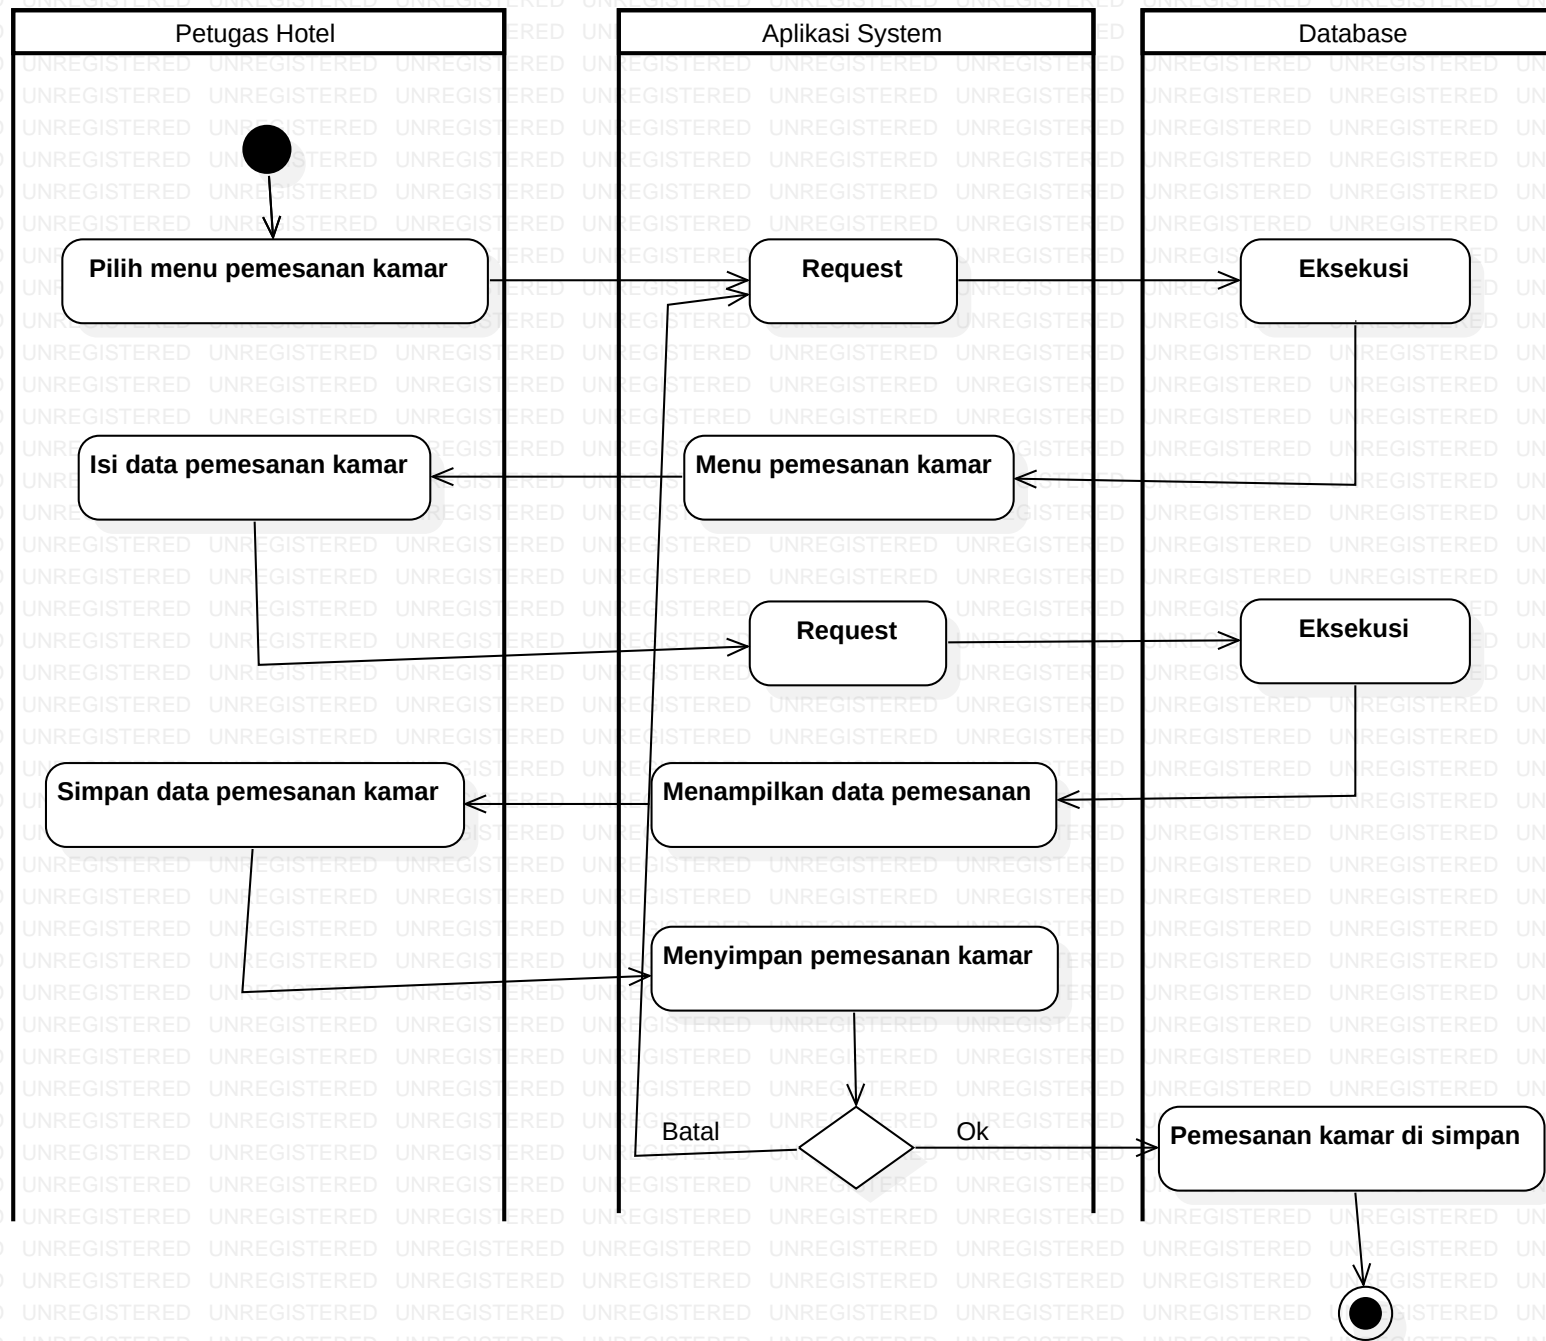 Petugas Hotel
Aplikasi System
Database
Pilih menu pemesanan kamar
Request
Eksekusi
Isi data pemesanan kamar
Menu pemesanan kamar
Request
Eksekusi
Simpan data pemesanan kamar
Menampilkan data pemesanan
Menyimpan pemesanan kamar
Batal
Ok
Pemesanan kamar di simpan
UNREGISTERED